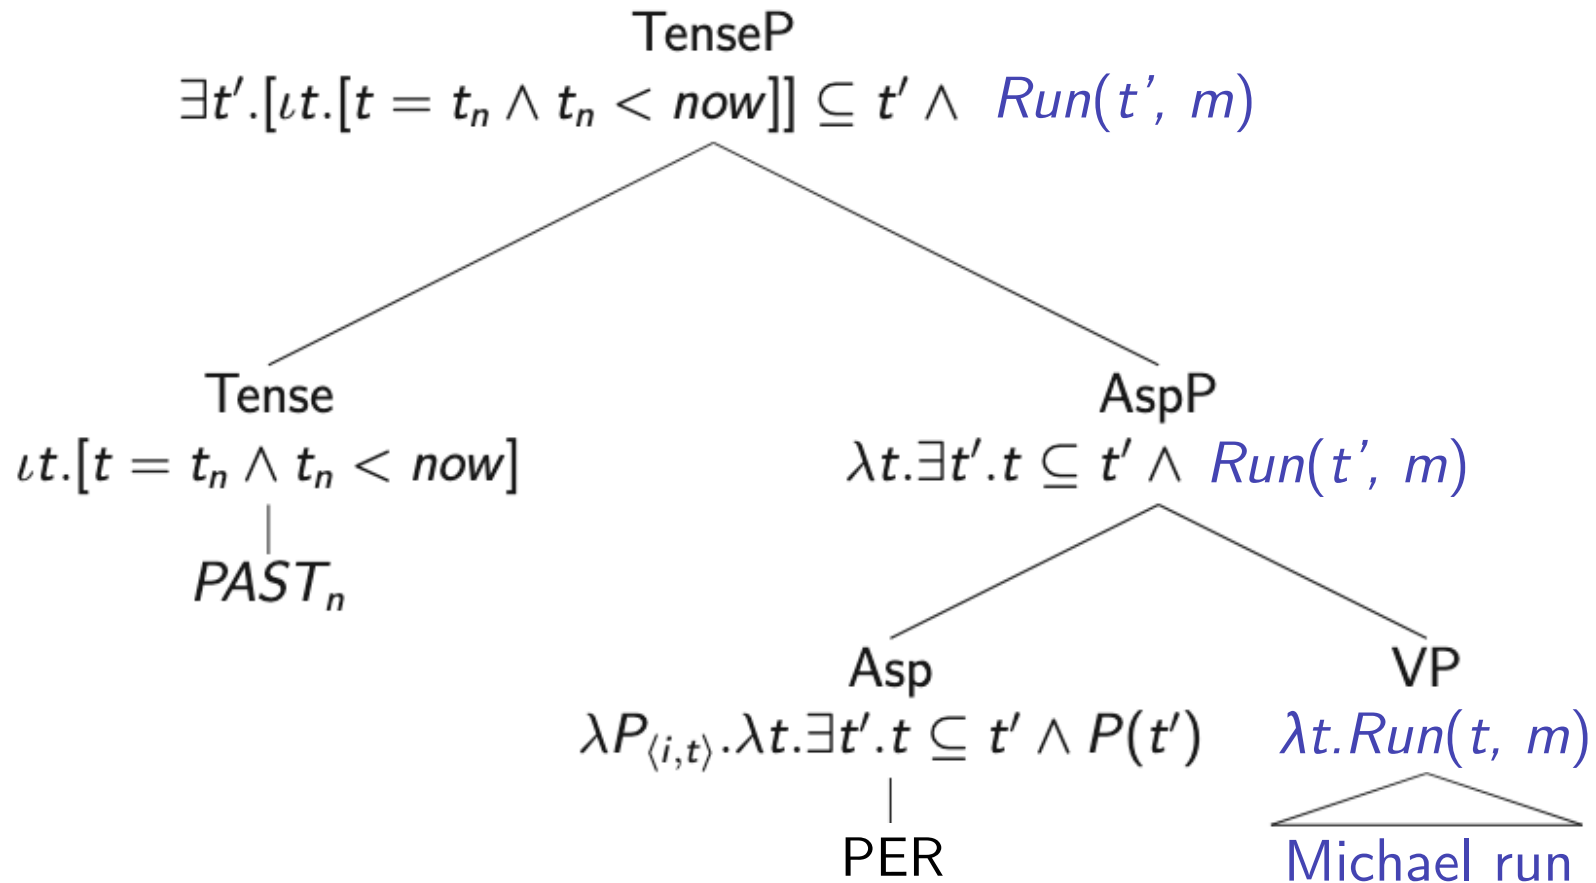 TenseP
∃t′.[ιt.[t = tₙ ∧ tₙ < now]] ⊆ t′ ∧ Run(t’, m)
Tense AspP
ιt.[t = tₙ ∧ tₙ < now] λt.∃t′.t ⊆ t′ ∧ Run(t’, m)
PASTₙ
Asp VP
λP⟨i,t⟩.λt.∃t′.t ⊆ t′ ∧ P(t′) λt.Run(t, m)
PER Michael run